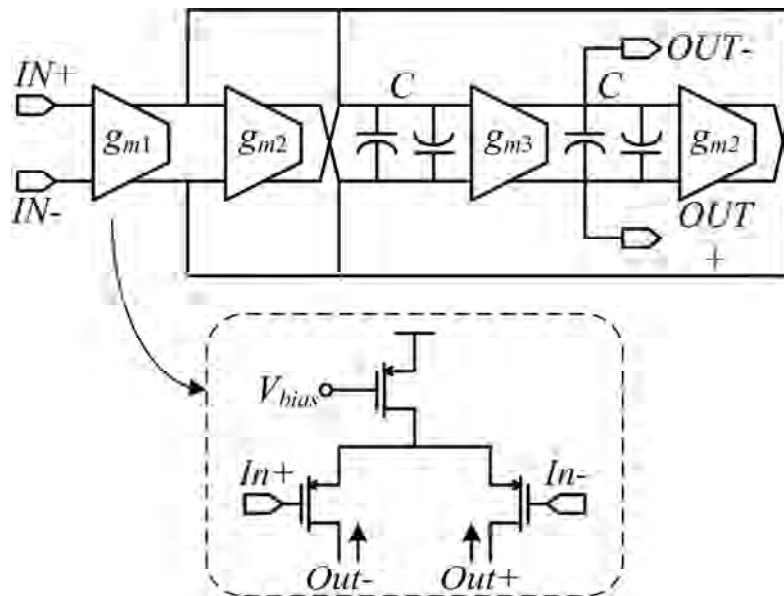 IN+
IN-
gm1
gm2
C
gm3
C
gm2
OUT-
OUT
+
Vbias
In+
In-
Out-
Out+